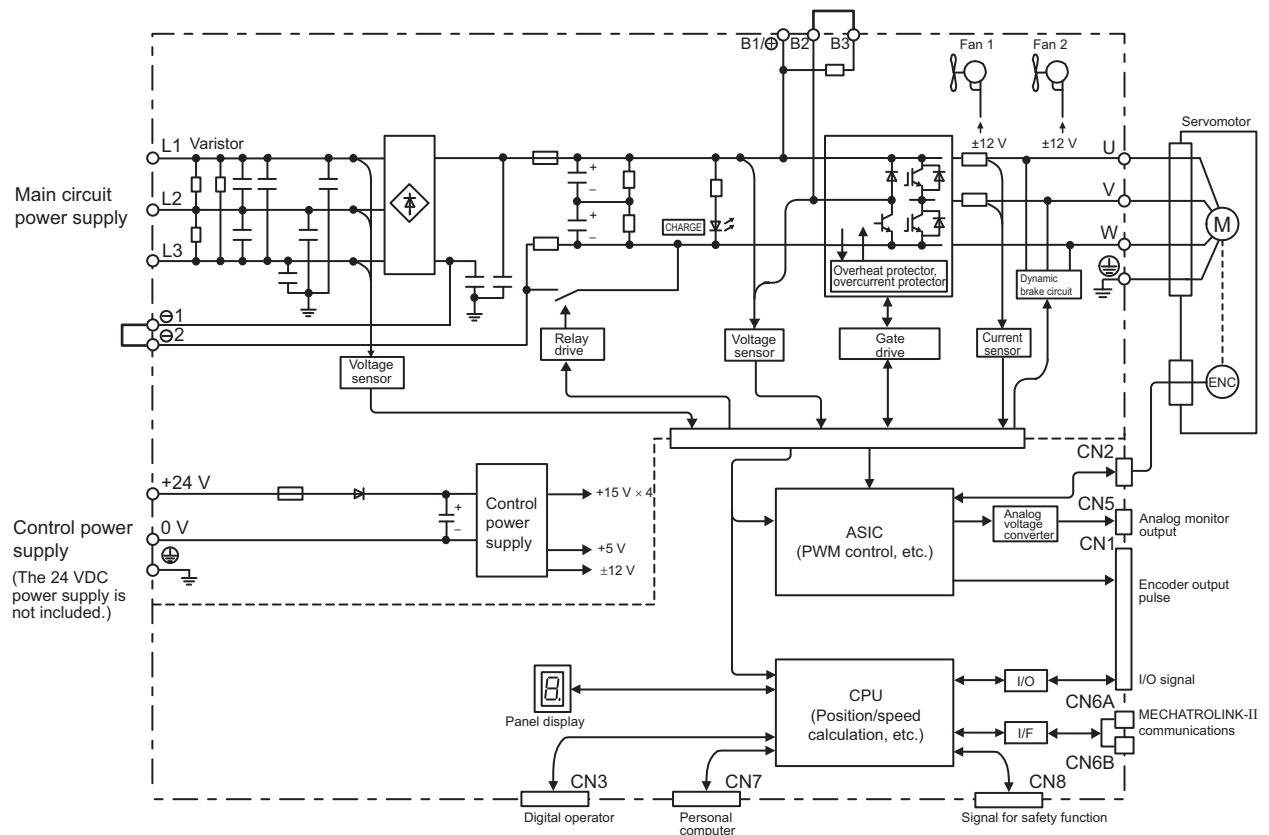 B1/⊕ B2 B3
Fan 1
Fan 2
±12 V
±12 V
Servomotor
Main circuit
power supply
L1
Varistor
L2
L3
⊖1
⊖2
CHARGE
Overheat protector,
overcurrent protector
U
V
W
M
ENC
Dynamic
brake circuit
Voltage
sensor
Relay
drive
Voltage
sensor
Gate
drive
Current
sensor
+
–
+
–
Control power
supply
(The 24 VDC
power supply is
not included.)
+24 V
0 V
+
–
Control
power
supply
+15 V × 4
+5 V
±12 V
ASIC
(PWM control, etc.)
Analog
voltage
converter
CN2
CN5
Analog monitor
output
CN1
Encoder output
pulse
I/O signal
CPU
(Position/speed
calculation, etc.)
I/O
I/F
CN6A
MECHATROLINK-II
communications
CN6B
8.
Panel display
CN3
Digital operator
CN7
Personal
computer
CN8
Signal for safety function